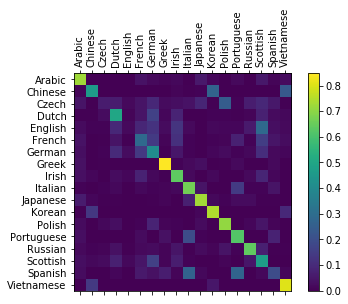 Arabic
Chinese
Czech
Dutch
English
French
German
Greek
Irish
Italian
Japanese
Korean
Polish
Portuguese
Russian
Scottish
Spanish
Vietnamese
Arabic
Chinese
Czech
Dutch
English
French
German
Greek
Irish
Italian
Japanese
Korean
Polish
Portuguese
Russian
Scottish
Spanish
Vietnamese
0.8
0.7
0.6
0.5
0.4
0.3
0.2
0.1
0.0